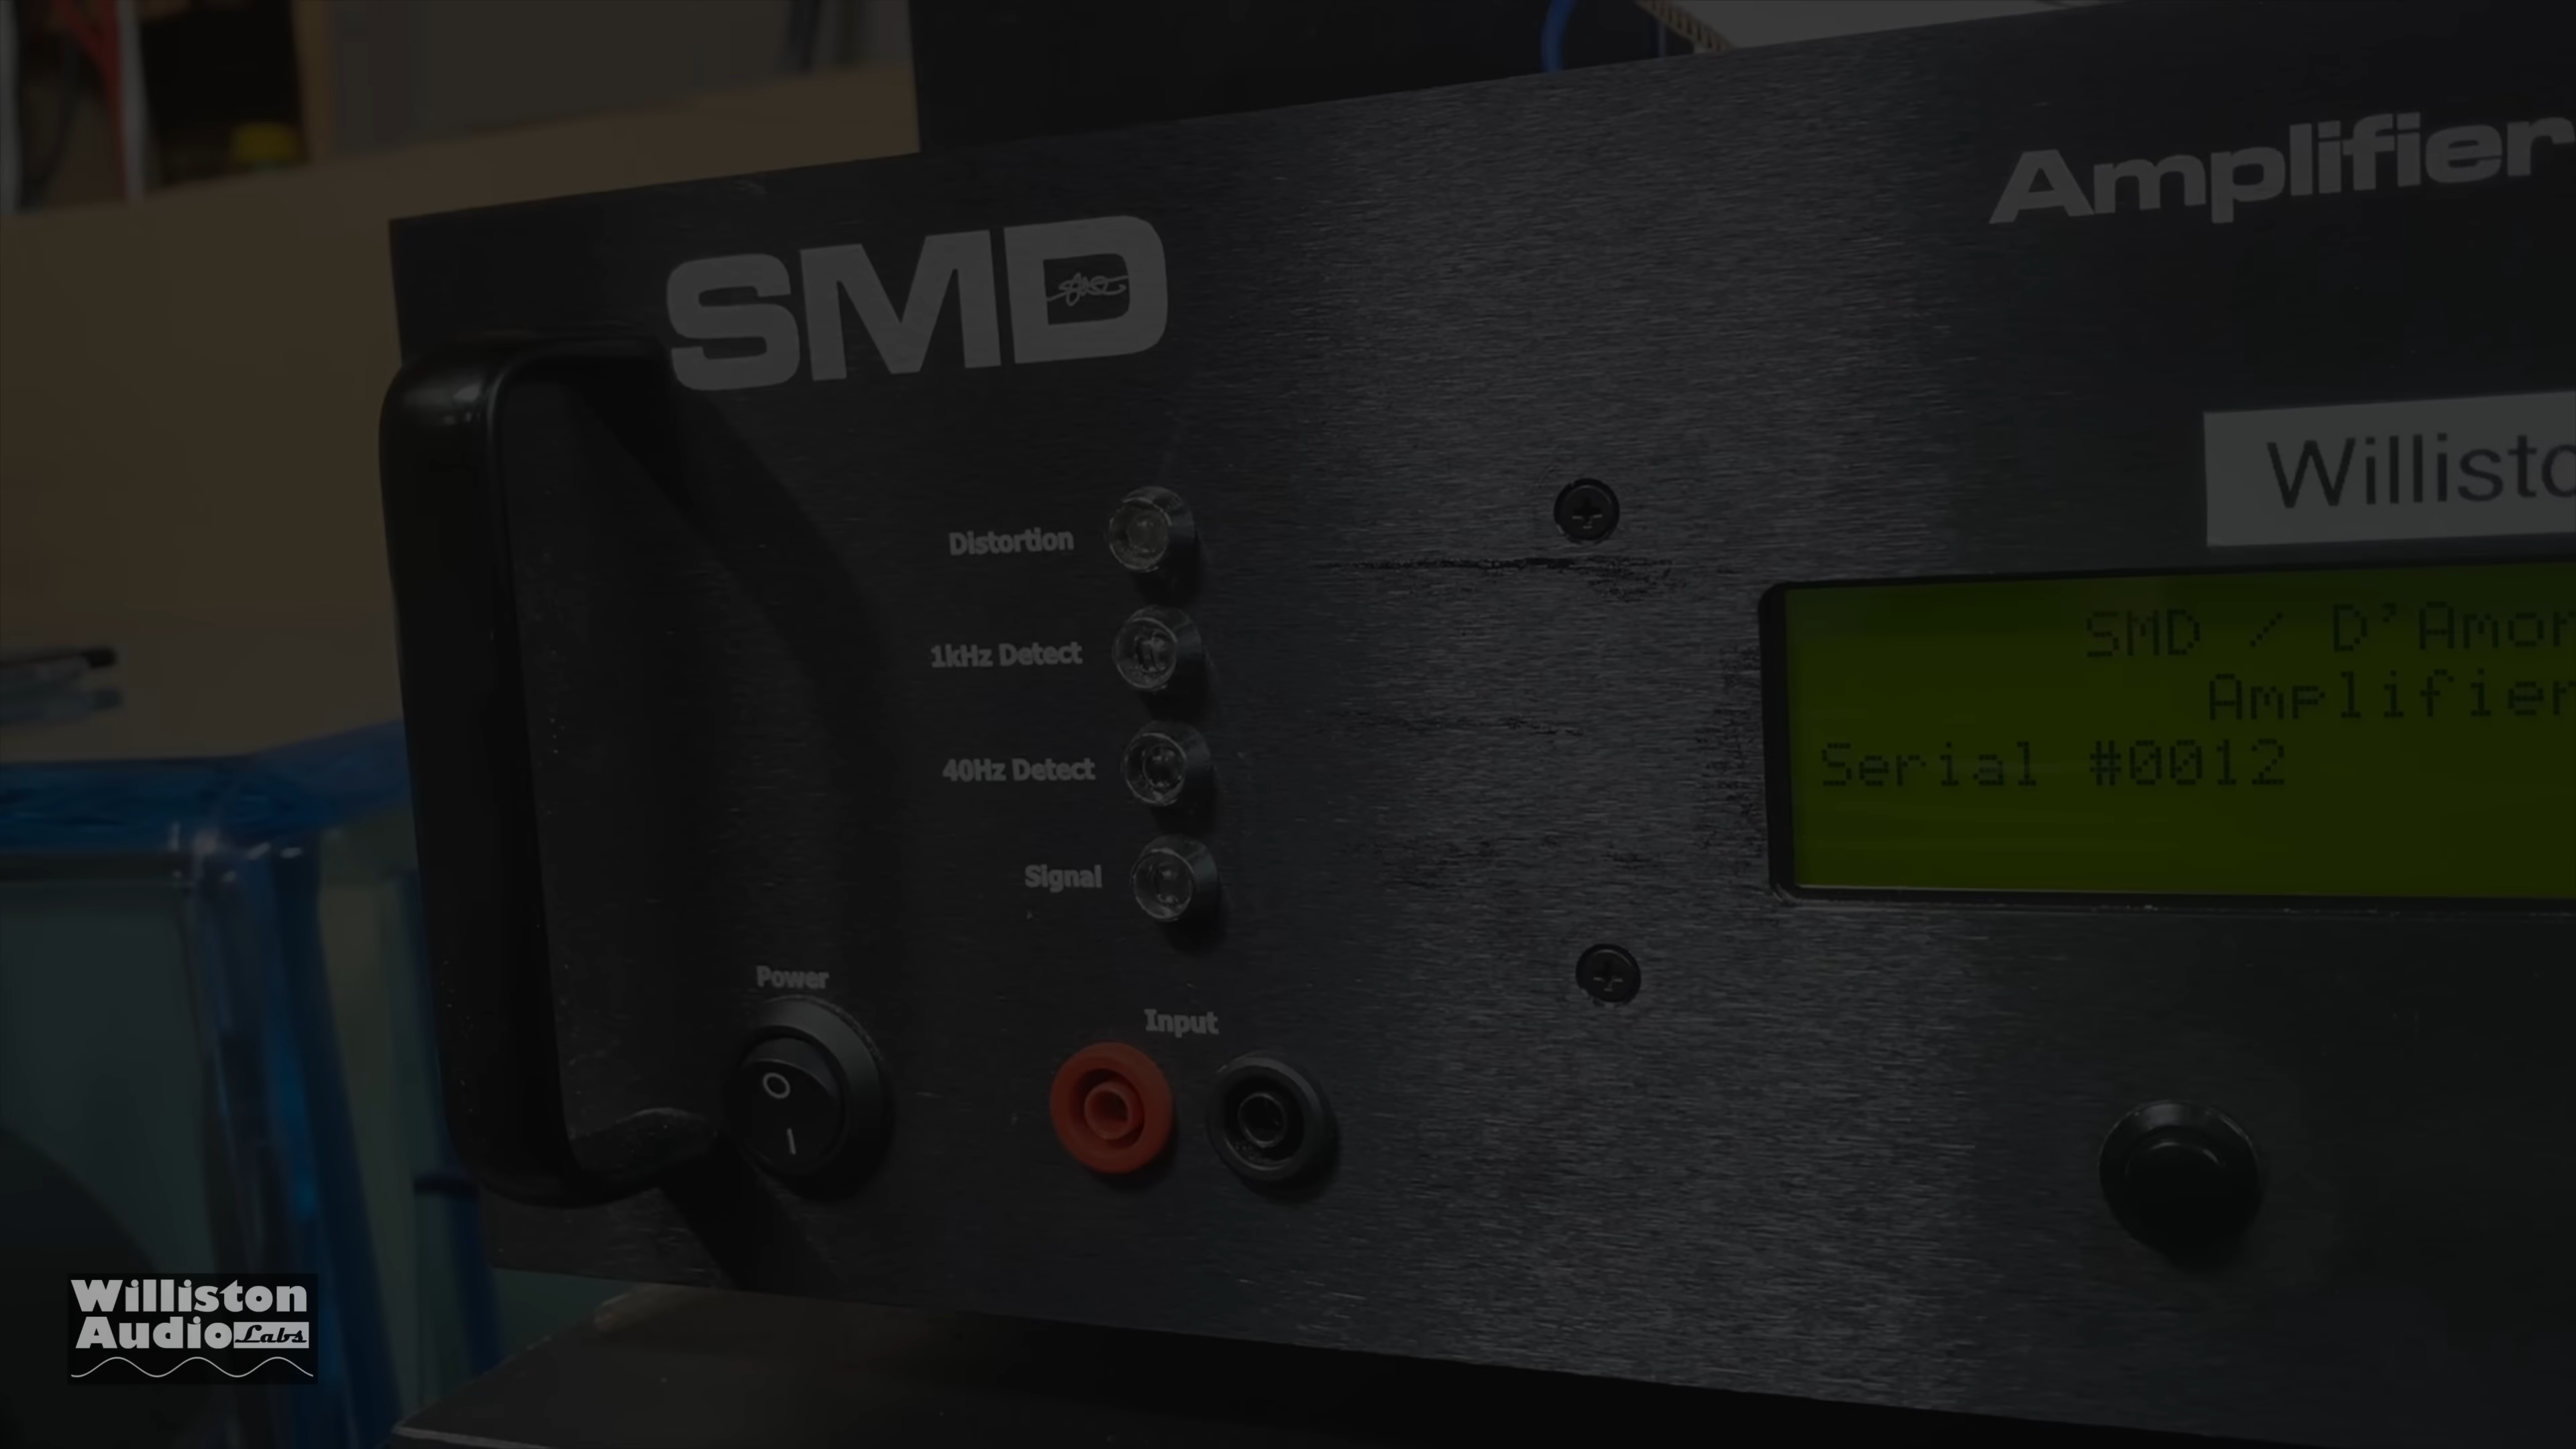 SMD
Amplifier
Willisto
Distortion
1kHz Detect
40Hz Detect
Signal
SMD / D'Amor
Amplifier
Serial #0012
Power
Input
O
I
Williston
Audio Labs